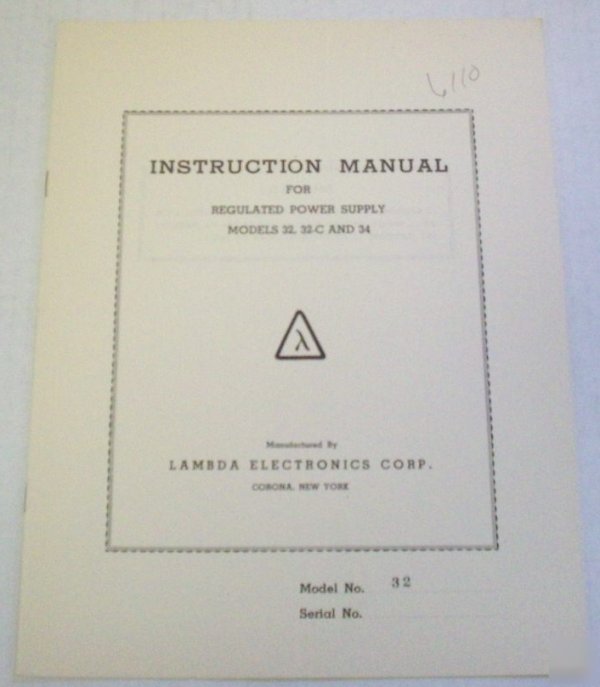 6110
INSTRUCTION MANUAL
FOR
REGULATED POWER SUPPLY
MODELS 32, 32-C AND 34
λ
Manufactured By
LAMBDA ELECTRONICS CORP.
CORONA, NEW YORK
Model No. 32
Serial No.